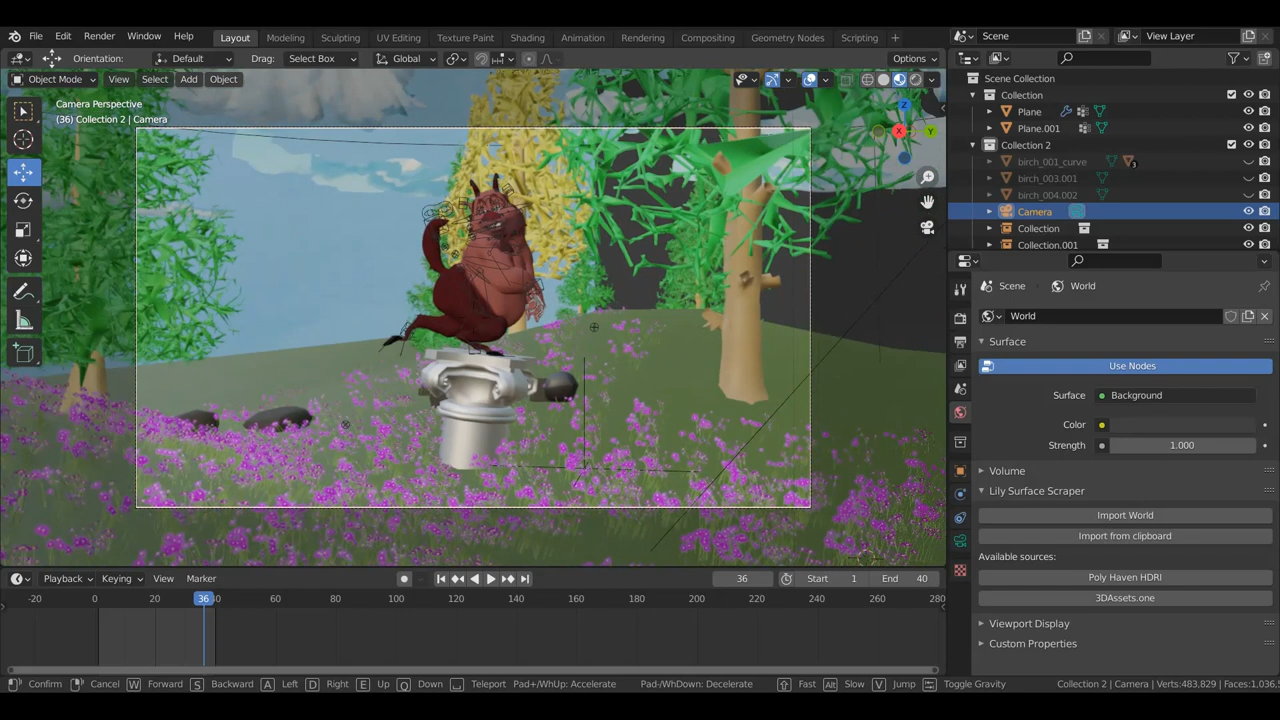 File Edit Render Window Help Layout Modeling Sculpting UV Editing Texture Paint Shading Animation Rendering Compositing Geometry Nodes Scripting + Scene View Layer
Orientation: Default Drag: Select Box Global Options
Object Mode View Select Add Object
Camera Perspective
(36) Collection 2 | Camera
Z
X
Y
Scene Collection
Collection
Plane
Plane.001
Collection 2
birch_001_curve 3
birch_003.001
birch_004.002
Camera
Collection
Collection.001
Scene World
World
Surface
Use Nodes
Surface Background
Color
Strength 1.000
Volume
Lily Surface Scraper
Import World
Import from clipboard
Available sources:
Poly Haven HDRI
3DAssets.one
Viewport Display
Custom Properties
Playback Keying View Marker 36 Start 1 End 40
-20 0 20 36 60 80 100 120 140 160 180 200 220 240 260 280
Confirm Cancel W Forward S Backward A Left D Right E Up Q Down Teleport Pad+/WhUp: Accelerate Pad-/WhDown: Decelerate Fast Alt Slow V Jump Toggle Gravity Collection 2 | Camera | Verts:483,829 | Faces:1,036,5